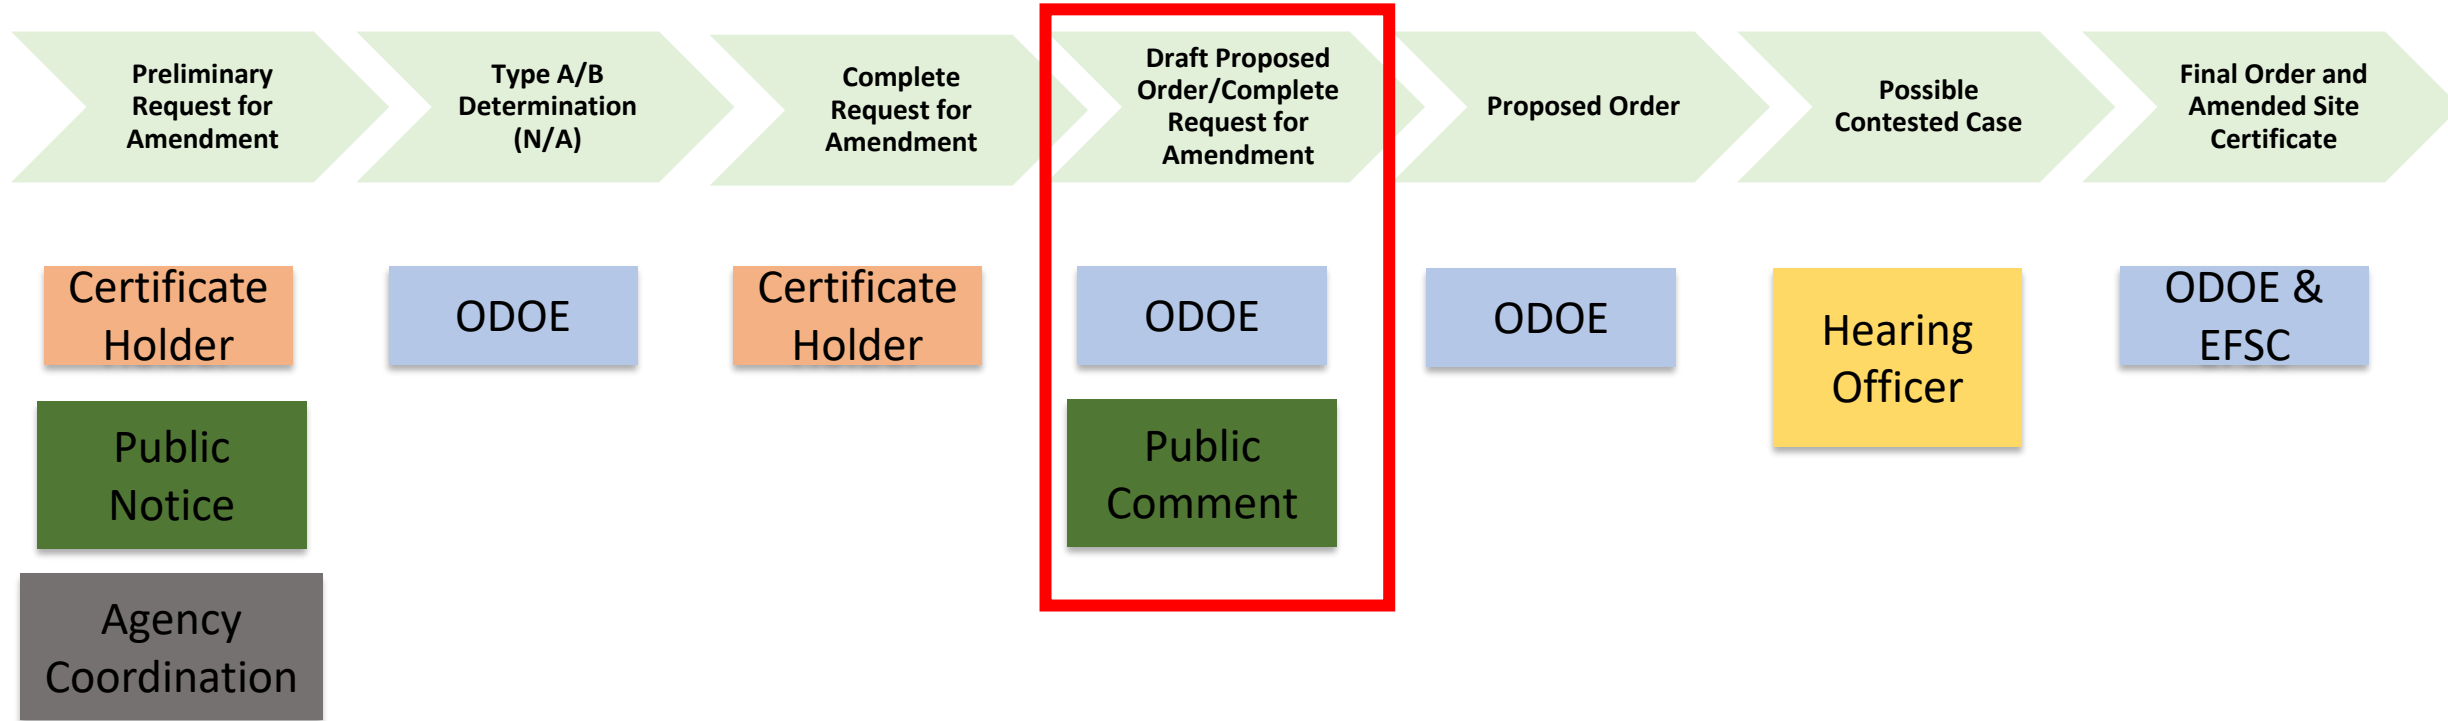 Preliminary
Request for
Amendment
Type A/B
Determination
(N/A)
Complete
Request for
Amendment
Draft Proposed
Order/Complete
Request for
Amendment
Proposed Order
Possible
Contested Case
Final Order and
Amended Site
Certificate
Certificate
Holder
ODOE
Certificate
Holder
ODOE
ODOE
Hearing
Officer
ODOE &
EFSC
Public
Notice
Public
Comment
Agency
Coordination